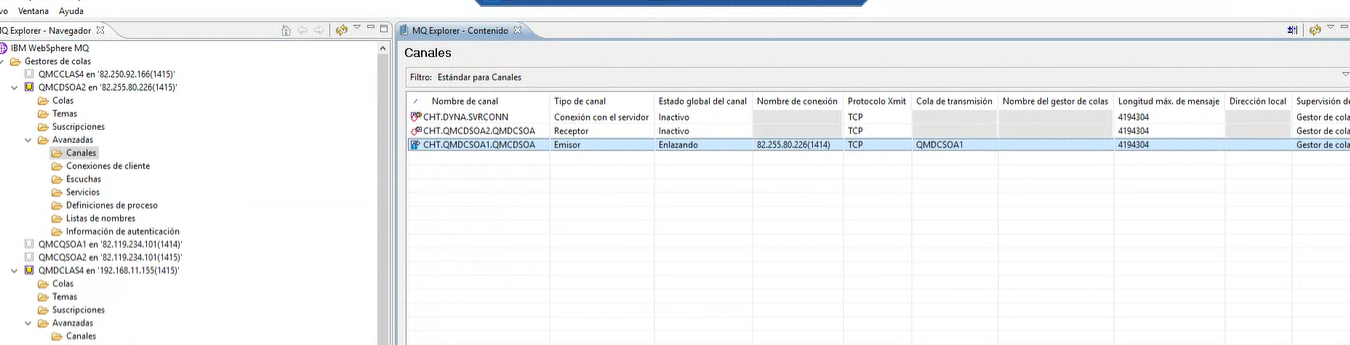 vo Ventana Ayuda
MQ Explorer - Navegador
IBM WebSphere MQ
Gestores de colas
QMCCLAS4 en '82.250.92.166(1415)'
QMCDSOA2 en '82.255.80.226(1415)'
Colas
Temas
Suscripciones
Avanzadas
Canales
Conexiones de cliente
Escuchas
Servicios
Definiciones de proceso
Listas de nombres
Información de autenticación
QMCQSOA1 en '82.119.234.101(1414)'
QMCQSOA2 en '82.119.234.101(1415)'
QMDCLAS4 en '192.168.11.155(1415)'
Colas
Temas
Suscripciones
Avanzadas
Canales
MQ Explorer - Contenido
Canales
Filtro: Estándar para Canales
Nombre de canal Tipo de canal Estado global del canal Nombre de conexión Protocolo Xmit Cola de transmisión Nombre del gestor de colas Longitud máx. de mensaje Dirección local Supervisión de
CHT.DYNA.SVRCONN Conexión con el servidor Inactivo TCP 4194304 Gestor de cola
CHT.QMCDSOA2.QMDCSOA Receptor Inactivo TCP 4194304 Gestor de cola
CHT.QMDCSOA1.QMCDSOA Emisor Enlazando 82.255.80.226(1414) TCP QMDCSOA1 4194304 Gestor de cola